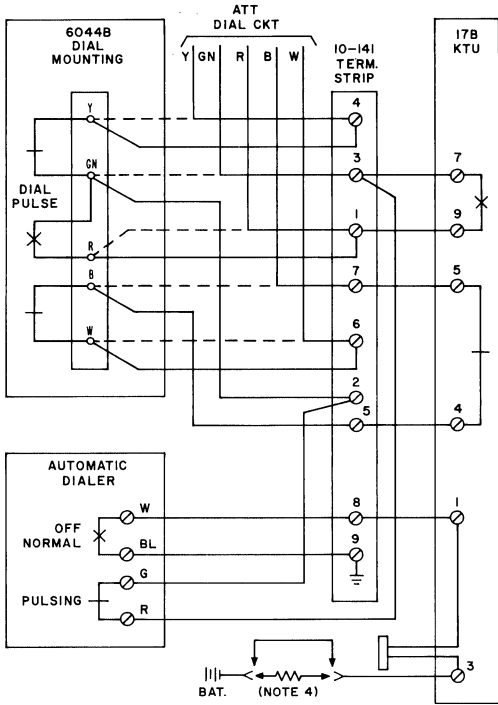 ATT
DIAL CKT
6044B
DIAL
MOUNTING
17B
KTU
10-141
TERM.
STRIP
Y GN R B W
Y
4
GN
3
7
DIAL
PULSE
1
9
R
B
7
5
W
6
2
5
4
AUTOMATIC
DIALER
W
8
1
OFF
NORMAL
BL
9
G
PULSING
R
3
BAT.
(NOTE 4)